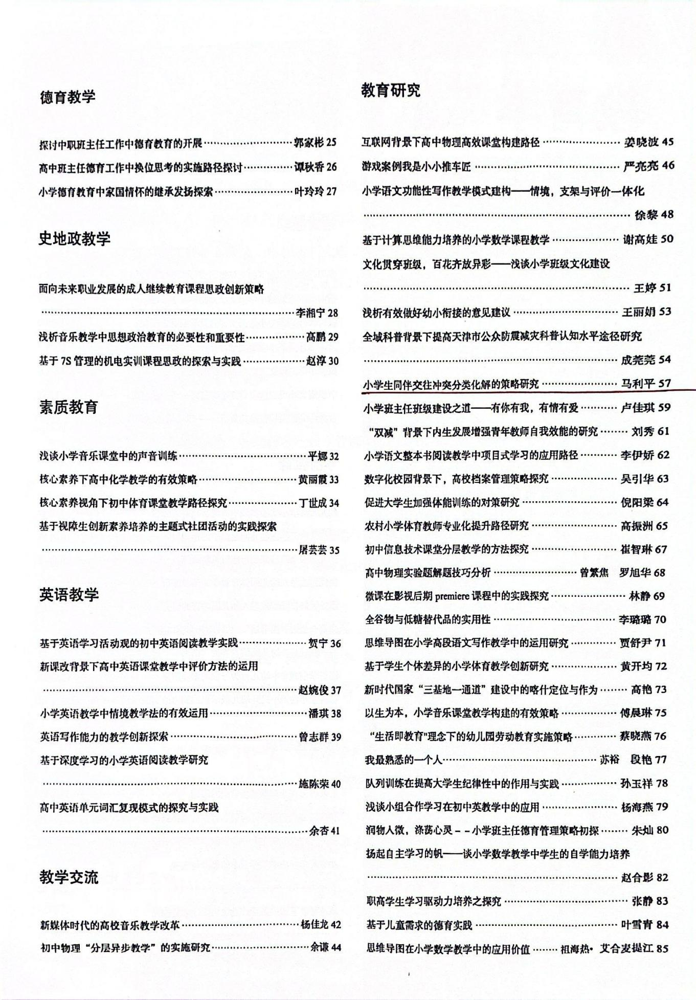 德育教学
探讨中职班主任工作中德育教育的开展……………………郭家彬 25
高中班主任德育工作中换位思考的实施路径探讨……………谭秋香 26
小学德育教育中家国情怀的继承发扬探索……………………叶玲玲 27
史地政教学
面向未来职业发展的成人继续教育课程思政创新策略
……………………………………………………………李湘宁 28
浅析音乐教学中思想政治教育的必要性和重要性………………高鹏 29
基于 7S 管理的机电实训课程思政的探索与实践………………赵淳 30
素质教育
浅谈小学音乐课堂中的声音训练………………………………平娜 32
核心素养下高中化学教学的有效策略…………………………黄丽霞 33
核心素养视角下初中体育课堂教学路径探究…………………丁世成 34
基于视障生创新素养培养的主题式社团活动的实践探索
……………………………………………………………屠芸芸 35
英语教学
基于英语学习活动观的初中英语阅读教学实践…………………贺宁 36
新课改背景下高中英语课堂教学中评价方法的运用
……………………………………………………………赵婉俊 37
小学英语教学中情境教学法的有效运用…………………………潘琪 38
英语写作能力的教学创新探索…………………………………曾志群 39
基于深度学习的小学英语阅读教学研究
……………………………………………………………施陈荣 40
高中英语单元词汇复现模式的探究与实践
………………………………………………………………余杏 41
教学交流
新媒体时代的高校音乐教学改革………………………………杨佳龙 42
初中物理“分层异步教学”的实施研究…………………………余谦 44
教育研究
互联网背景下高中物理高效课堂构建路径…………………姜晓波 45
游戏案例我是小小推车匠……………………………………严亮亮 46
小学语文功能性写作教学模式建构——情境，支架与评价一体化
………………………………………………………………徐黎 48
基于计算思维能力培养的小学数学课程教学…………………谢高娃 50
文化贯穿班级，百花齐放异彩——浅谈小学班级文化建设
………………………………………………………………王婷 51
浅析有效做好幼小衔接的意见建议…………………………王丽娟 53
全域科普背景下提高天津市公众防震减灾科普认知水平途径研究
……………………………………………………………成莞莞 54
小学生同伴交往冲突分类化解的策略研究…………………马利平 57
小学班主任班级建设之道——有你有我，有情有爱…………卢佳琪 59
“双减”背景下内生发展增强青年教师自我效能的研究………刘秀 61
小学语文整本书阅读教学中项目式学习的应用路径…………李伊娇 62
数字化校园背景下，高校档案管理策略探究…………………吴引华 63
促进大学生加强体能训练的对策研究………………………倪阳梁 64
农村小学体育教师专业化提升路径研究……………………高振洲 65
初中信息技术课堂分层教学的方法探究……………………崔智琳 67
高中物理实验题解题技巧分析……………………曾繁焦 罗旭华 68
微课在影视后期 premiere 课程中的实践探究…………………林静 69
全谷物与低糖替代品的实用性………………………………李璐璐 70
思维导图在小学高段语文写作教学中的运用研究……………贾舒尹 71
基于学生个体差异的小学体育教学创新研究…………………黄开均 72
新时代国家“三基地一通道”建设中的喀什定位与作为………高艳 73
以生为本，小学音乐课堂教学构建的有效策略………………傅晨琳 75
“生活即教育"理念下的幼儿园劳动教育实施策略……………蔡晓燕 76
我最熟悉的一个人………………………………………苏裕 段艳 77
队列训练在提高大学生纪律性中的作用与实践………………孙玉祥 78
浅谈小组合作学习在初中英教学中的应用……………………杨海燕 79
润物人微，涤荡心灵－－小学班主任德育管理策略初探………朱灿 80
扬起自主学习的帆——谈小学数学教学中学生的自学能力培养
……………………………………………………………赵合影 82
职高学生学习驱动力培养之探究………………………………张静 83
基于儿童需求的德育实践……………………………………叶雪青 84
思维导图在小学数学教学中的应用价值………祖海热·艾合麦提江 85